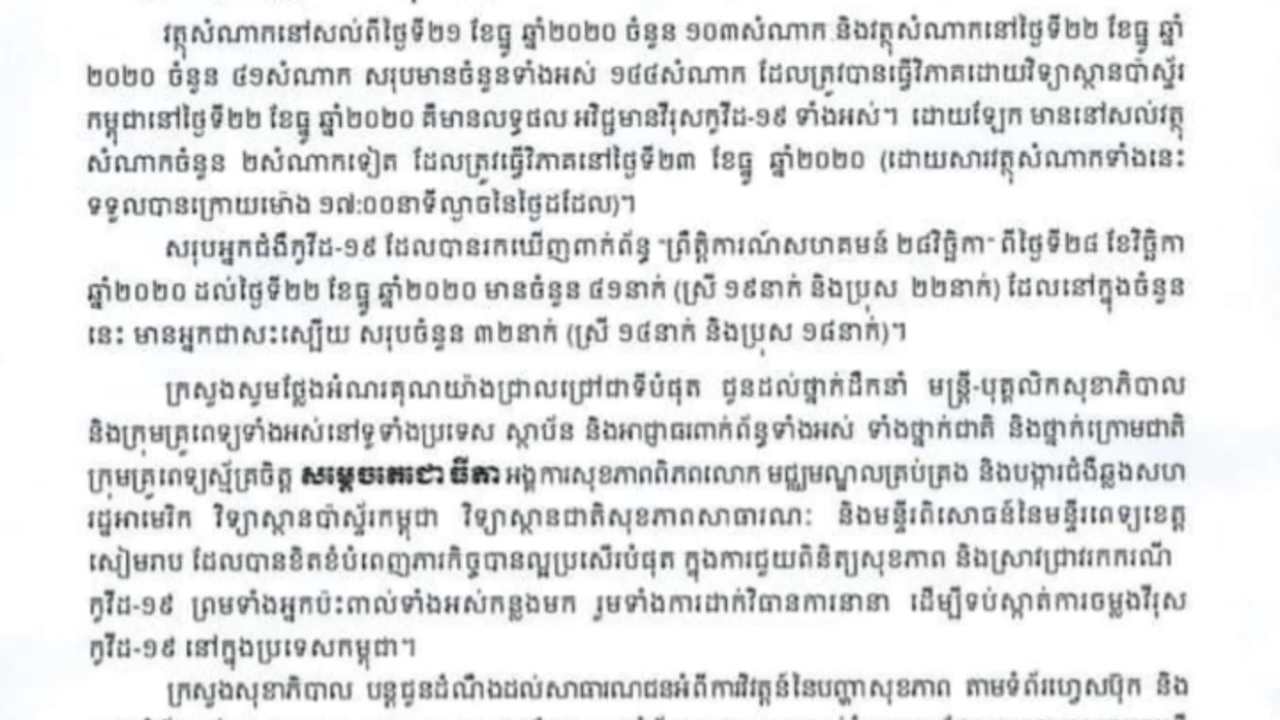 វត្ថុសំណាកនៅសល់ពីថ្ងៃទី២១ ខែធ្នូ ឆ្នាំ២០២០ ចំនួន ១០៣សំណាក និងវត្ថុសំណាកនៅថ្ងៃទី២២ ខែធ្នូ ឆ្នាំ
២០២០ ចំនួន ៤១សំណាក សរុបមានចំនួនទាំងអស់ ១៤៤សំណាក ដែលត្រូវបានធ្វើវិភាគដោយវិទ្យាស្ថានប៉ាស្ទ័រ
កម្ពុជានៅថ្ងៃទី២២ ខែធ្នូ ឆ្នាំ២០២០ គឺមានលទ្ធផល អវិជ្ជមានវីរុសកូវីដ-១៩ ទាំងអស់។ ដោយឡែក មាននៅសល់វត្ថុ
សំណាកចំនួន ២សំណាកទៀត ដែលត្រូវធ្វើវិភាគនៅថ្ងៃទី២៣ ខែធ្នូ ឆ្នាំ២០២០ (ដោយសារវត្ថុសំណាកទាំងនេះ
ទទួលបានក្រោយម៉ោង ១៧:០០នាទីល្ងាចនៃថ្ងៃដដែល)។
សរុបអ្នកជំងឺកូវីដ-១៩ ដែលបានរកឃើញពាក់ព័ន្ធ "ព្រឹត្តិការណ៍សហគមន៍ ២៨វិច្ឆិកា" ពីថ្ងៃទី២៨ ខែវិច្ឆិកា
ឆ្នាំ២០២០ ដល់ថ្ងៃទី២២ ខែធ្នូ ឆ្នាំ២០២០ មានចំនួន ៤១នាក់ (ស្រី ១៩នាក់ និងប្រុស ២២នាក់) ដែលនៅក្នុងចំនួន
នេះ មានអ្នកជាសះស្បើយ សរុបចំនួន ៣២នាក់ (ស្រី ១៤នាក់ និងប្រុស ១៨នាក់)។
ក្រសួងសូមថ្លែងអំណរគុណយ៉ាងជ្រាលជ្រៅជាទីបំផុត ជូនដល់ថ្នាក់ដឹកនាំ មន្ត្រី-បុគ្គលិកសុខាភិបាល
និងក្រុមគ្រូពេទ្យទាំងអស់នៅទូទាំងប្រទេស ស្ថាប័ន និងអាជ្ញាធរពាក់ព័ន្ធទាំងអស់ ទាំងថ្នាក់ជាតិ និងថ្នាក់ក្រោមជាតិ
ក្រុមគ្រូពេទ្យស្ម័គ្រចិត្ត សម្តេចតេជោ ធីតា អង្គការសុខភាពពិភពលោក មជ្ឈមណ្ឌលគ្រប់គ្រង និងបង្ការជំងឺឆ្លងសហ
រដ្ឋអាមេរិក វិទ្យាស្ថានប៉ាស្ទ័រកម្ពុជា វិទ្យាស្ថានជាតិសុខភាពសាធារណៈ និងមន្ទីរពិសោធន៍នៃមន្ទីរពេទ្យខេត្ត
សៀមរាប ដែលបានខិតខំបំពេញភារកិច្ចបានល្អប្រសើរបំផុត ក្នុងការជួយពិនិត្យសុខភាព និងស្រាវជ្រាវរកករណី
កូវីដ-១៩ ព្រមទាំងអ្នកប៉ះពាល់ទាំងអស់កន្លងមក រួមទាំងការដាក់វិធានការនានា ដើម្បីទប់ស្កាត់ការចម្លងវីរុស
កូវីដ-១៩ នៅក្នុងប្រទេសកម្ពុជា។
ក្រសួងសុខាភិបាល បន្តជូនដំណឹងដល់សាធារណជនអំពីការវិវត្តន៍នៃបញ្ហាសុខភាព តាមទំព័រហ្វេសប៊ុក និង